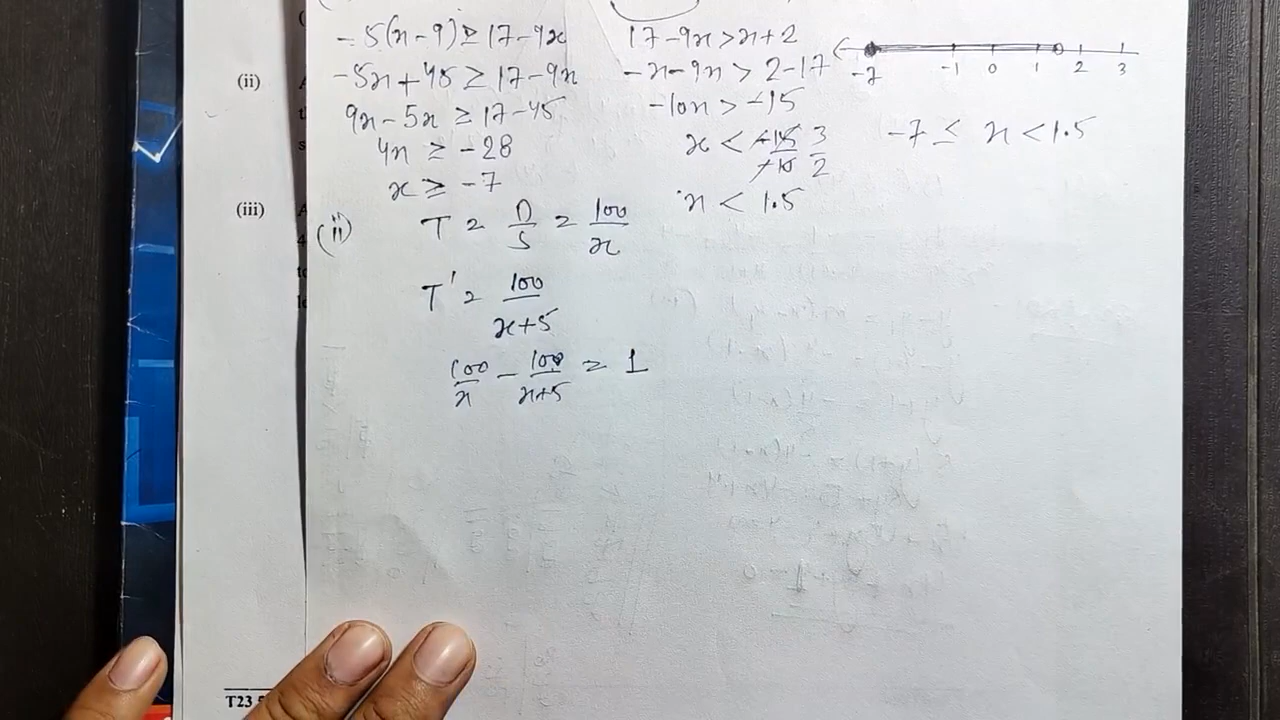 -5(x-9) ≥ 17-9x
-5x+45 ≥ 17-9x
9x-5x ≥ 17-45
4x ≥ -28
x ≥ -7
17-9x > x+2
-x-9x > 2-17
-10x > -15
x < -15/-10 3/2
x < 1.5
-7 -1 0 1 2 3
-7 ≤ x < 1.5
(ii)
(iii)
(ii) T = D/S = 100/x
T' = 100/x+5
100/x - 100/x+5 = 1
T23